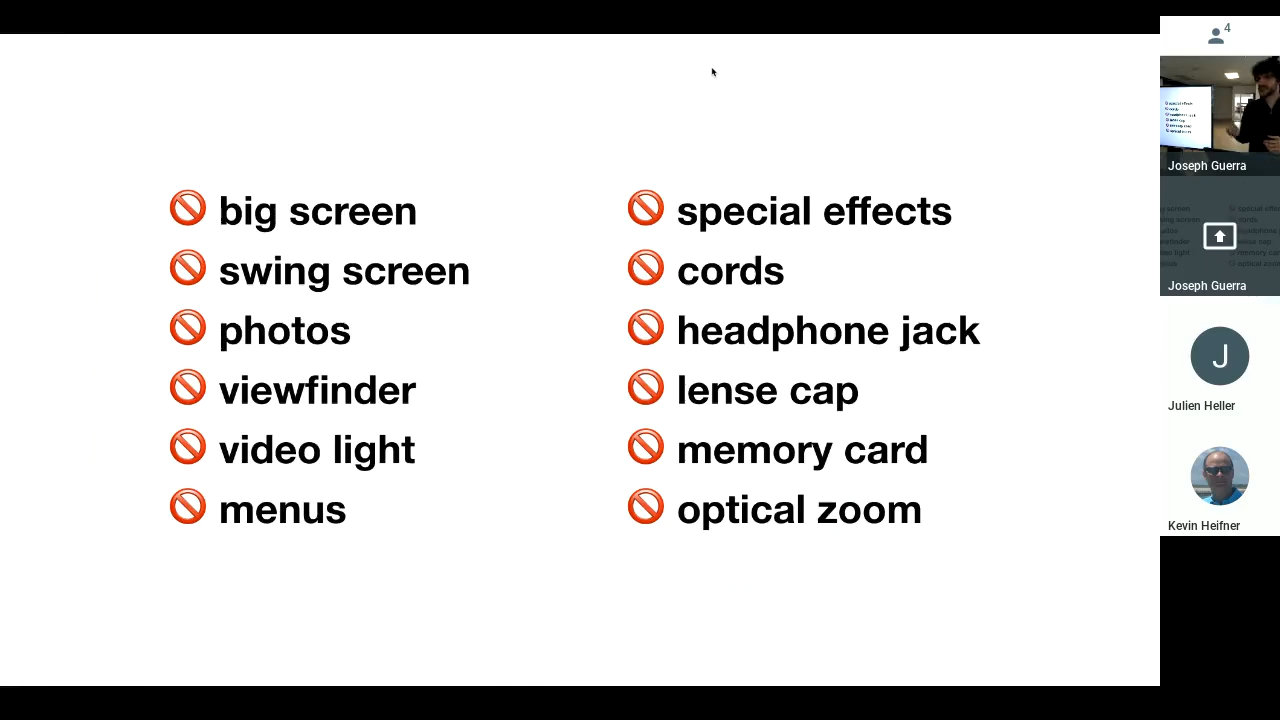 big screen
swing screen
photos
viewfinder
video light
menus
special effects
cords
headphone jack
lense cap
memory card
optical zoom
4
Joseph Guerra
Joseph Guerra
J
Julien Heller
Kevin Heifner